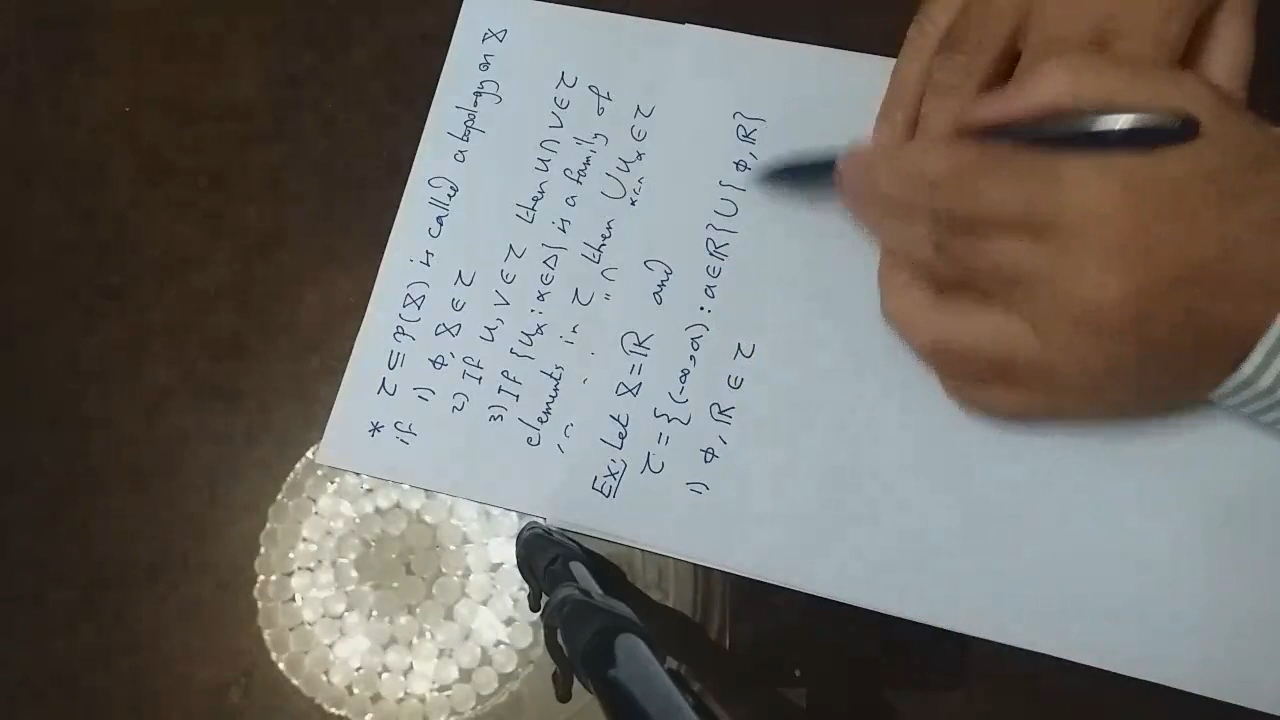 * τ ⊆ P(X) is called a topology on X
if 1) φ, X ∈ τ
2) If U, V ∈ τ then U ∩ V ∈ τ
3) If {Uα : α ∈ Δ} is a family of
elements in τ then ∪ Uα ∈ τ
Ex: Let X = ℝ and
τ = {(-∞, a) : a ∈ ℝ} ∪ {φ, ℝ}
1) φ, ℝ ∈ τ